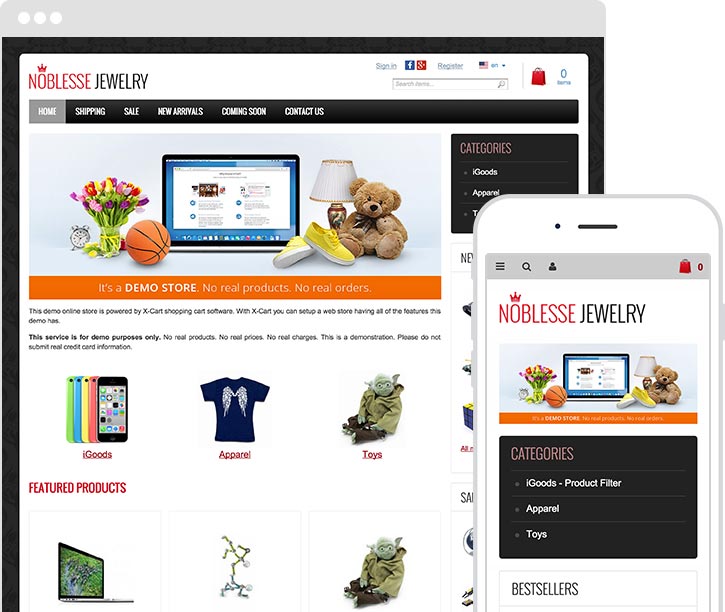 NOBLESSE JEWELRY
Sign in
Register
en
Search items...
0
items
HOME SHIPPING SALE NEW ARRIVALS COMING SOON CONTACT US
It's a DEMO STORE. No real products. No real orders.
This demo online store is powered by X-Cart shopping cart software. With X-Cart you can setup a web store having all of the features this
demo has.
This service is for demo purposes only. No real products. No real prices. No real charges. This is a demonstration. Please do not
submit real credit card information.
iGoods Apparel Toys
FEATURED PRODUCTS
CATEGORIES
iGoods
Apparel
NE
All
SAL
0
NOBLESSE JEWELRY
It's a DEMO STORE. No real products. No real orders.
CATEGORIES
iGoods - Product Filter
Apparel
Toys
BESTSELLERS